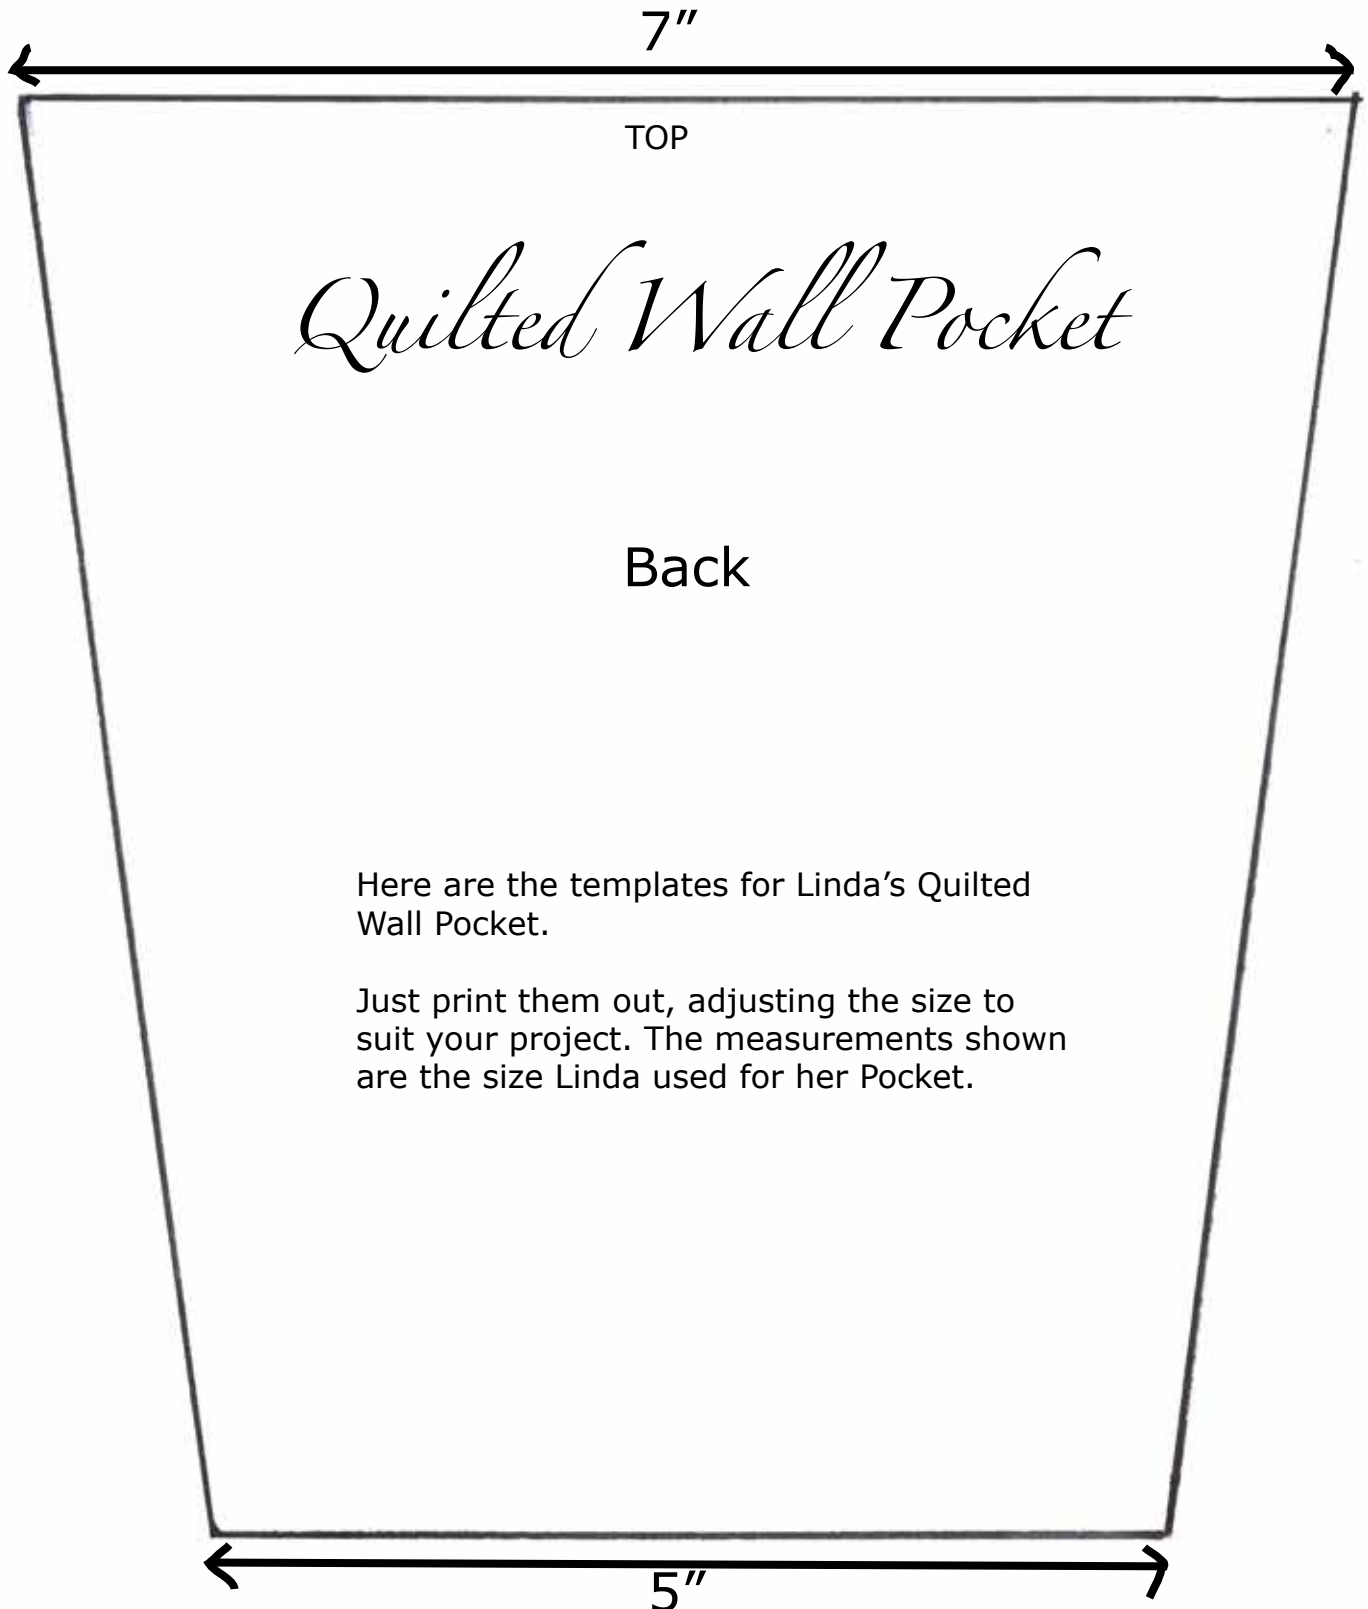 7”
TOP
Quilted Wall Pocket
Back
Here are the templates for Linda’s Quilted
Wall Pocket.
Just print them out, adjusting the size to
suit your project. The measurements shown
are the size Linda used for her Pocket.
5”